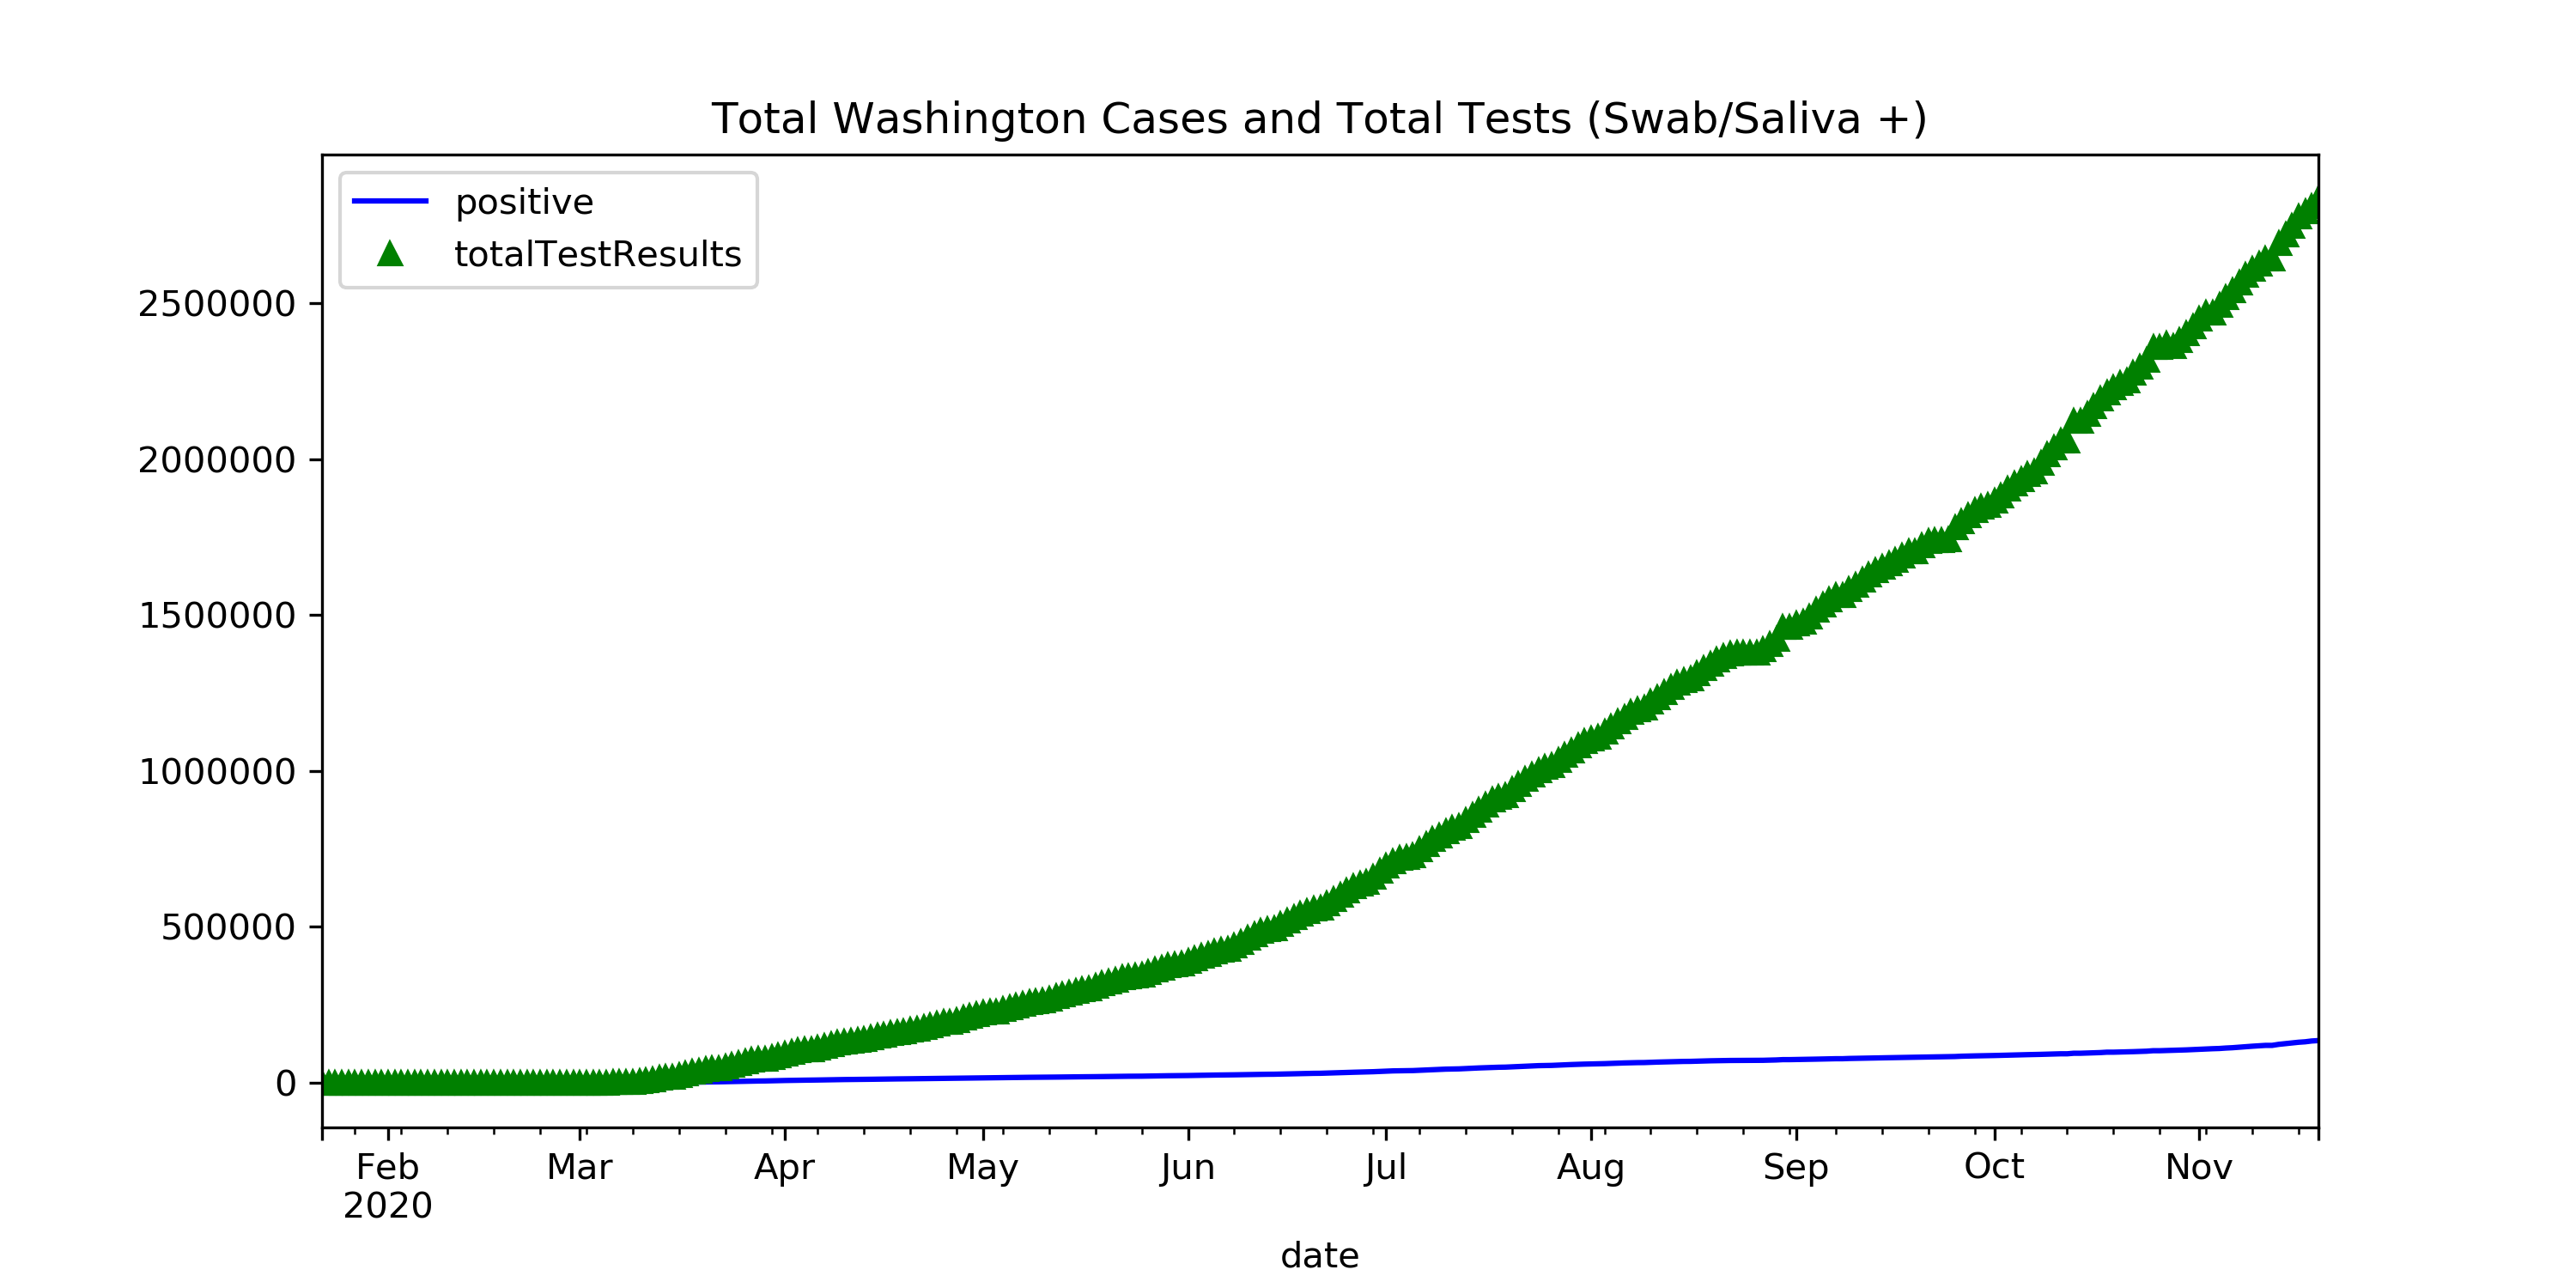 Total Washington Cases and Total Tests (Swab/Saliva +)
positive
totalTestResults
2500000
2000000
1500000
1000000
500000
0
Feb Mar Apr May Jun Jul Aug Sep Oct Nov
2020
date